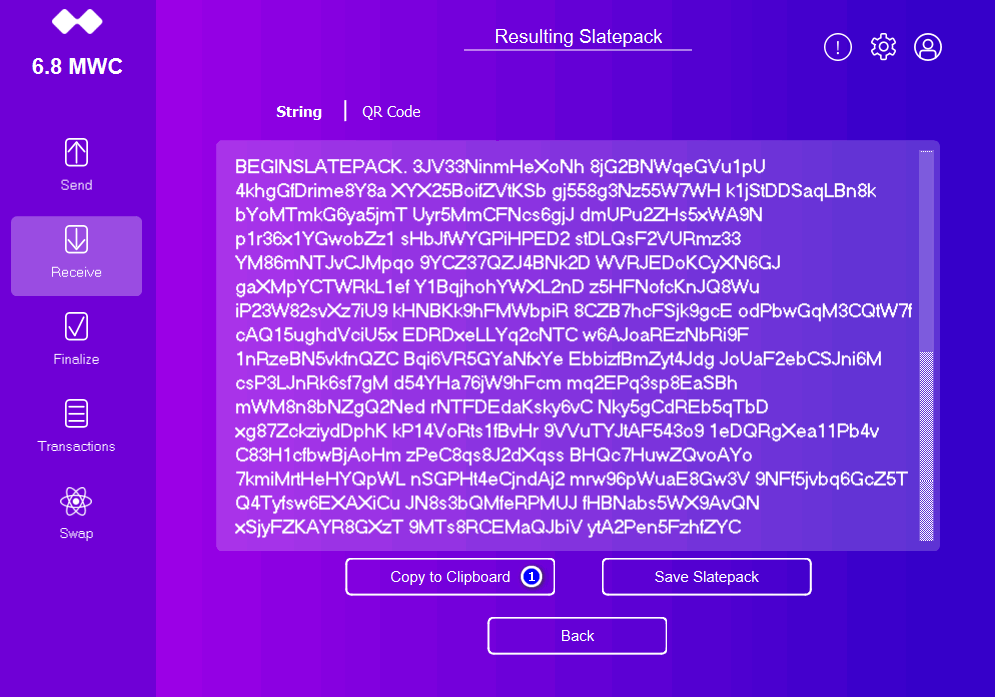 6.8 MWC
Send
Receive
Finalize
Transactions
Swap
Resulting Slatepack
String
QR Code
BEGINSLATEPACK. 3JV33NinmHeXoNh 8jG2BNWqeGVu1pU
4khgGfDrime8Y8a XYX25BoifZVtKSb gj558g3Nz55W7WH k1jStDDSaqLBn8k
bYoMTmkG6ya5jmT Uyr5MmCFNcs6gjJ dmUPu2ZHs5xWA9N
p1r36x1YGwobZz1 sHbJfWYGPiHPED2 stDLQsF2VURmz33
YM86mNTJvCJMpqo 9YCZ37QZJ4BNk2D WVRJEDoKCyXN6GJ
gaXMpYCTWRkL1ef Y1BqjhohYWXL2nD z5HFNofcKnJQ8Wu
iP23W82svXz7iU9 kHNBKk9hFMWbpiR 8CZB7hcFSjk9gcE odPbwGqM3CQtW7f
cAQ15ughdVciU5x EDRDxeLLYq2cNTC w6AJoaREzNbRi9F
1nRzeBN5vkfnQZC Bqi6VR5GYaNfxYe EbbizfBmZyt4Jdg JoUaF2ebCSJni6M
csP3LJnRk6sf7gM d54YHa76jW9hFcm mq2EPq3sp8EaSBh
mWM8n8bNZgQ2Ned rNTFDEdaKsky6vC Nky5gCdREb5qTbD
xg87ZckziydDphK kP14VoRts1fBvHr 9VVuTYJtAF543o9 1eDQRgXea11Pb4v
C83H1cfbwBjAoHm zPeC8qs8J2dXqss BHQc7HuwZQvoAYo
7kmiMrtHeHYQpWL nSGPHt4eCjndAj2 mrw96pWuaE8Gw3V 9NFf5jvbq6GcZ5T
Q4Tyfsw6EXAXiCu JN8s3bQMfeRPMUJ fHBNabs5WX9AvQN
xSjyFZKAYR8GXzT 9MTs8RCEMaQJbiV ytA2Pen5FzhfZYC
Copy to Clipboard 1
Save Slatepack
Back